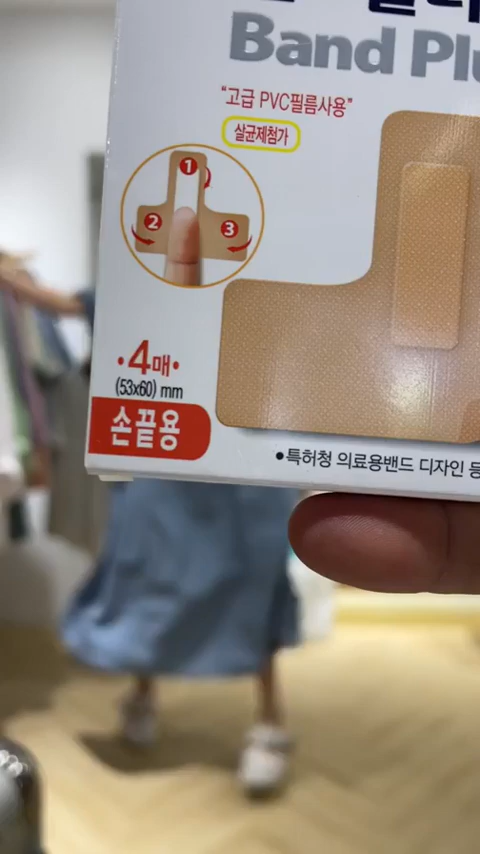 Band Plu
"고급 PVC필름사용"
살균제첨가
1
2
3
•4매•
(53x60) mm
손끝용
•특허청 의료용밴드 디자인 등